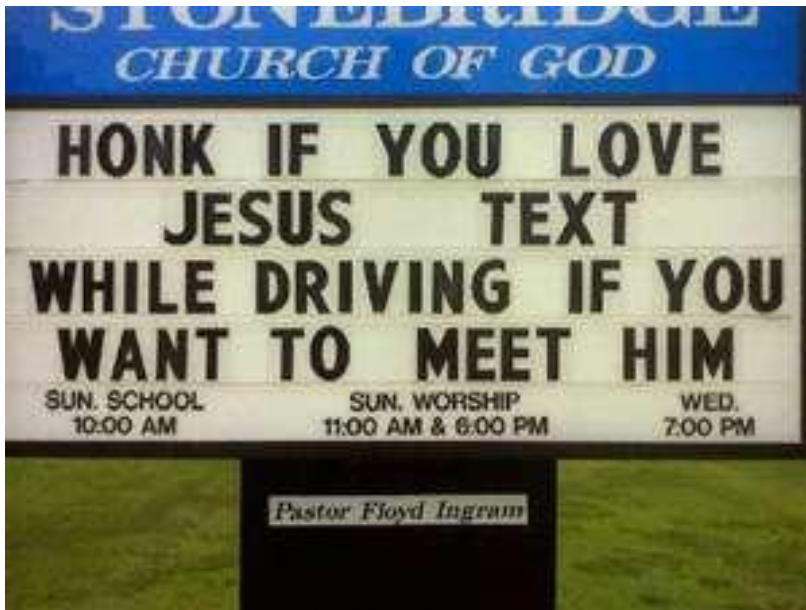 STONEBRIDGE
CHURCH OF GOD
HONK IF YOU LOVE
JESUS TEXT
WHILE DRIVING IF YOU
WANT TO MEET HIM
SUN. SCHOOL SUN. WORSHIP WED.
10:00 AM 11:00 AM & 6:00 PM 7:00 PM
Pastor Floyd Ingram